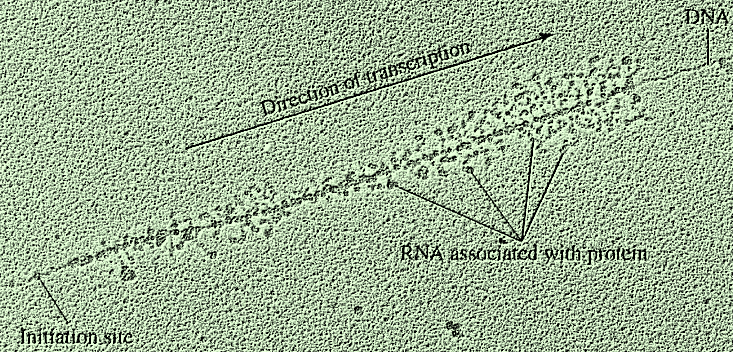 DNA
Direction of transcription
RNA associated with protein
Initiation site